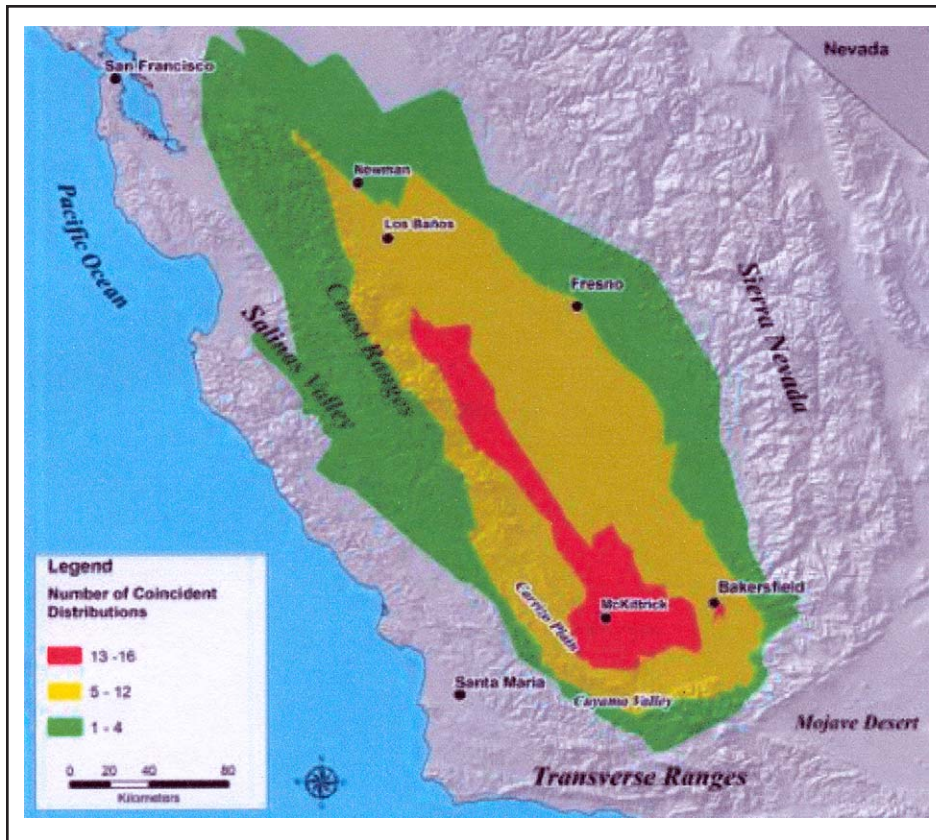 Nevada
San Francisco
Newman
Los Baños
Fresno
Pacific Ocean
Sierra Nevada
Coast Ranges
Salinas Valley
Legend
Number of Coincident
Distributions
13 -16
5 - 12
1 - 4
0 20 40 80
Kilometers
Carrizo Plain
McKittrick
Bakersfield
Santa Maria
Cuyama Valley
Mojave Desert
Transverse Ranges